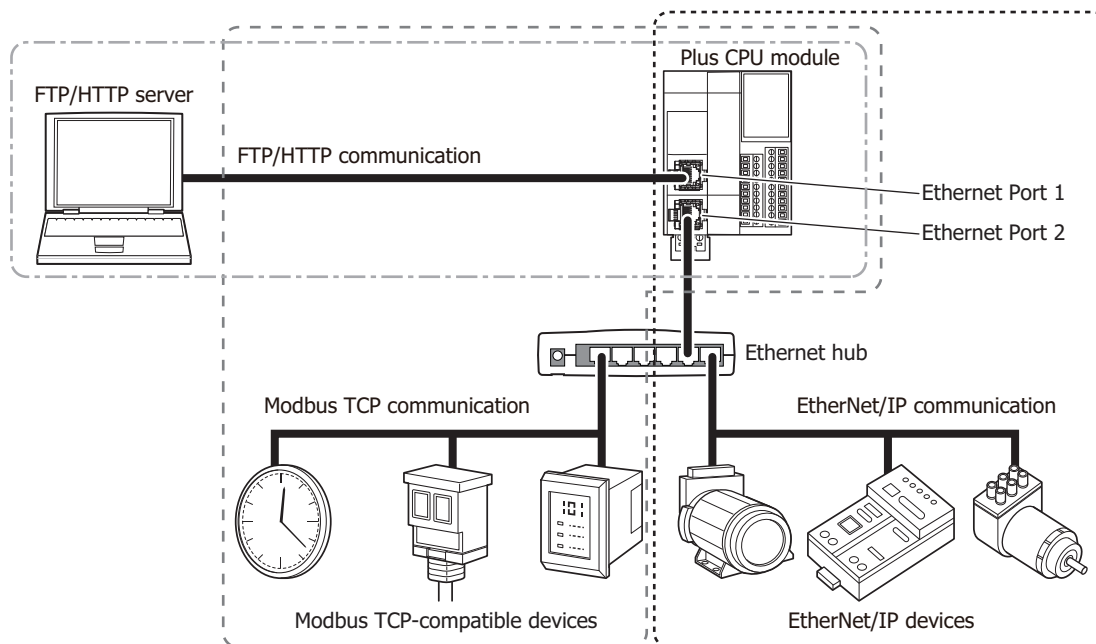 Plus CPU module
FTP/HTTP server
FTP/HTTP communication
Ethernet Port 1
Ethernet Port 2
Ethernet hub
Modbus TCP communication
EtherNet/IP communication
101
Modbus TCP-compatible devices
EtherNet/IP devices